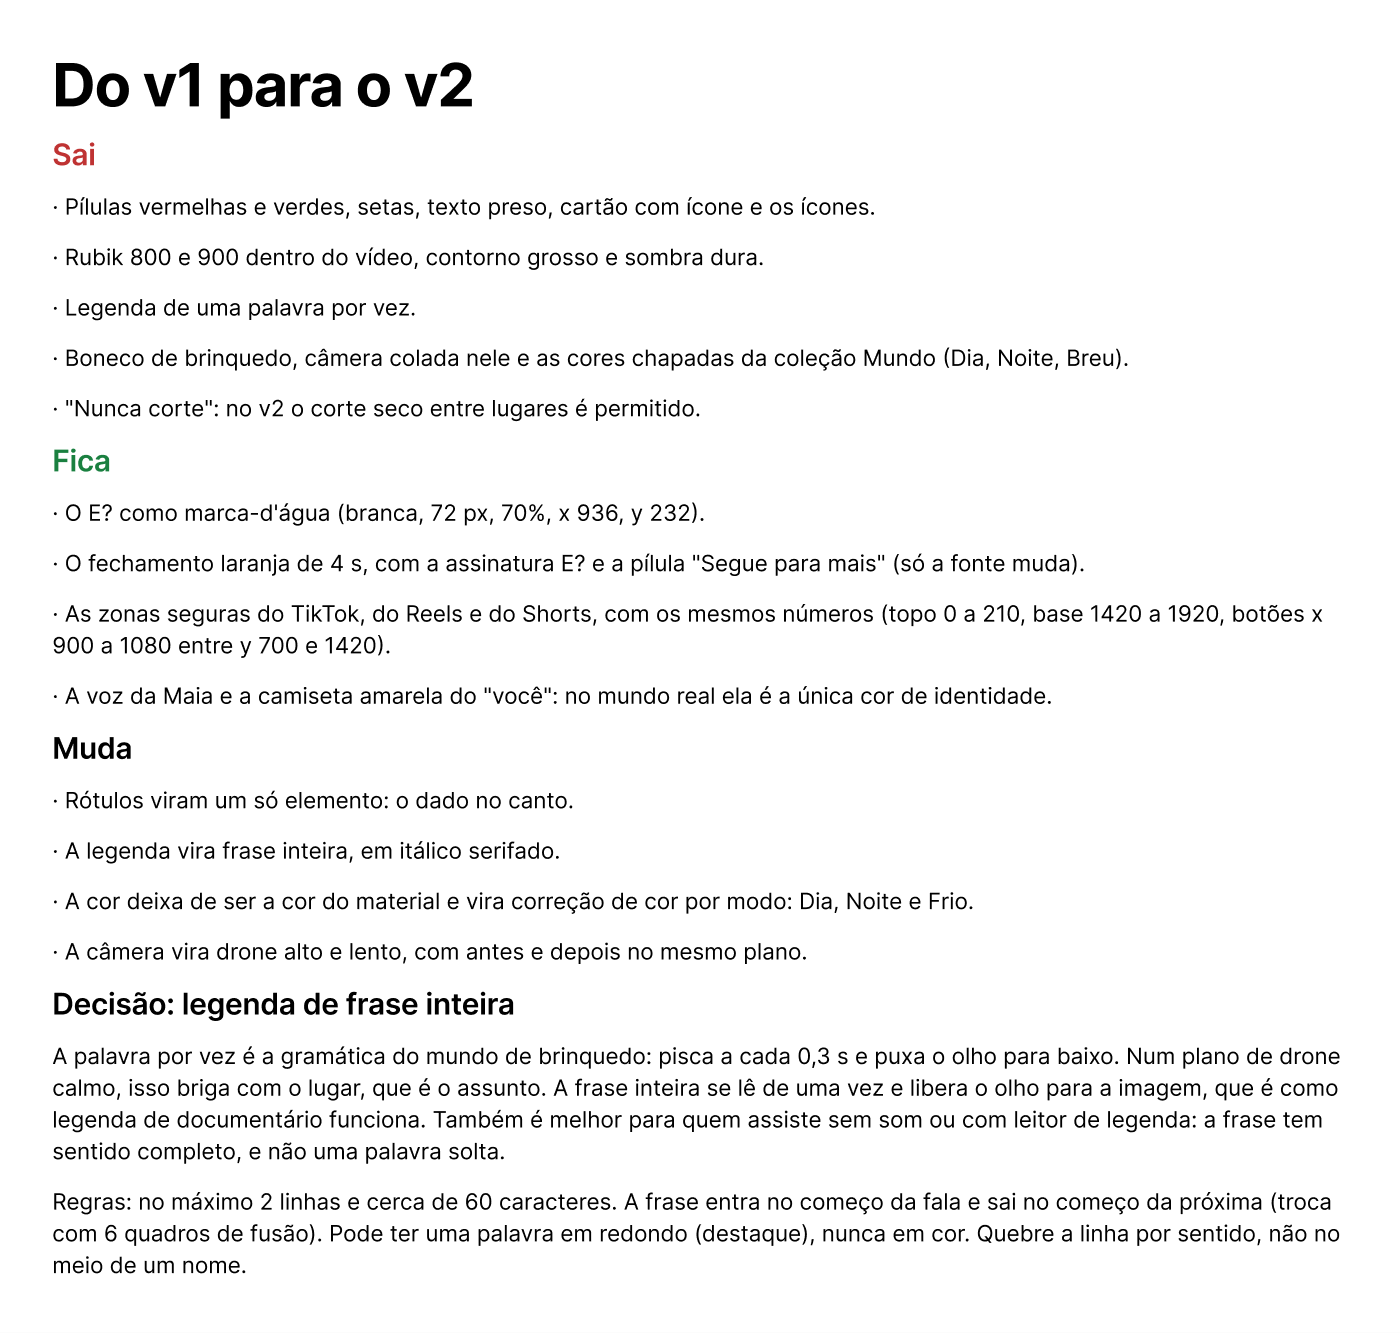 Do v1 para o v2
Sai
· Pílulas vermelhas e verdes, setas, texto preso, cartão com ícone e os ícones.
· Rubik 800 e 900 dentro do vídeo, contorno grosso e sombra dura.
· Legenda de uma palavra por vez.
· Boneco de brinquedo, câmera colada nele e as cores chapadas da coleção Mundo (Dia, Noite, Breu).
· "Nunca corte": no v2 o corte seco entre lugares é permitido.
Fica
· O E? como marca-d'água (branca, 72 px, 70%, x 936, y 232).
· O fechamento laranja de 4 s, com a assinatura E? e a pílula "Segue para mais" (só a fonte muda).
· As zonas seguras do TikTok, do Reels e do Shorts, com os mesmos números (topo 0 a 210, base 1420 a 1920, botões x
900 a 1080 entre y 700 e 1420).
· A voz da Maia e a camiseta amarela do "você": no mundo real ela é a única cor de identidade.
Muda
· Rótulos viram um só elemento: o dado no canto.
· A legenda vira frase inteira, em itálico serifado.
· A cor deixa de ser a cor do material e vira correção de cor por modo: Dia, Noite e Frio.
· A câmera vira drone alto e lento, com antes e depois no mesmo plano.
Decisão: legenda de frase inteira
A palavra por vez é a gramática do mundo de brinquedo: pisca a cada 0,3 s e puxa o olho para baixo. Num plano de drone
calmo, isso briga com o lugar, que é o assunto. A frase inteira se lê de uma vez e libera o olho para a imagem, que é como
legenda de documentário funciona. Também é melhor para quem assiste sem som ou com leitor de legenda: a frase tem
sentido completo, e não uma palavra solta.
Regras: no máximo 2 linhas e cerca de 60 caracteres. A frase entra no começo da fala e sai no começo da próxima (troca
com 6 quadros de fusão). Pode ter uma palavra em redondo (destaque), nunca em cor. Quebre a linha por sentido, não no
meio de um nome.